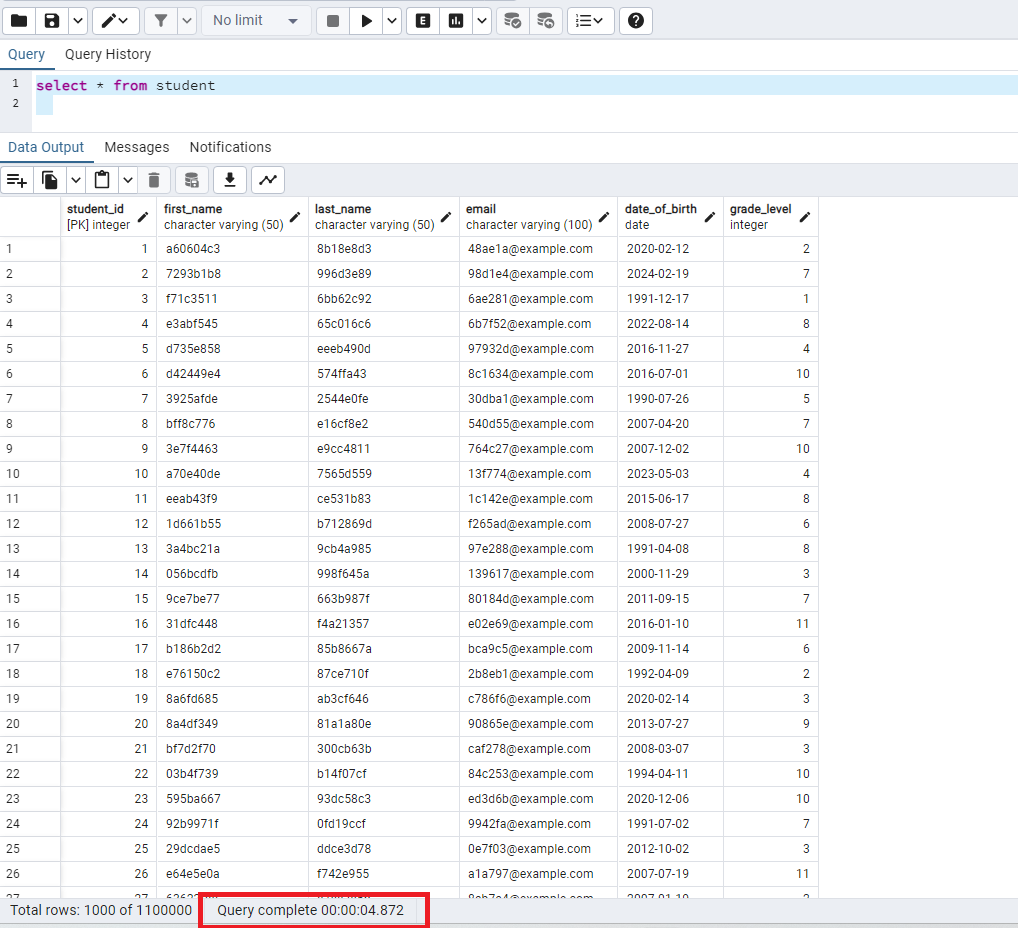 No limit
E
Query Query History
1 select * from student
2
Data Output Messages Notifications
student_id first_name last_name email date_of_birth grade_level
[PK] integer character varying (50) character varying (50) character varying (100) date integer
1 1 a60604c3 8b18e8d3 48ae1a@example.com 2020-02-12 2
2 2 7293b1b8 996d3e89 98d1e4@example.com 2024-02-19 7
3 3 f71c3511 6bb62c92 6ae281@example.com 1991-12-17 1
4 4 e3abf545 65c016c6 6b7f52@example.com 2022-08-14 8
5 5 d735e858 eeeb490d 97932d@example.com 2016-11-27 4
6 6 d42449e4 574ffa43 8c1634@example.com 2016-07-01 10
7 7 3925afde 2544e0fe 30dba1@example.com 1990-07-26 5
8 8 bff8c776 e16cf8e2 540d55@example.com 2007-04-20 7
9 9 3e7f4463 e9cc4811 764c27@example.com 2007-12-02 10
10 10 a70e40de 7565d559 13f774@example.com 2023-05-03 4
11 11 eeab43f9 ce531b83 1c142e@example.com 2015-06-17 8
12 12 1d661b55 b712869d f265ad@example.com 2008-07-27 6
13 13 3a4bc21a 9cb4a985 97e288@example.com 1991-04-08 8
14 14 056bcdfb 998f645a 139617@example.com 2000-11-29 3
15 15 9ce7be77 663b987f 80184d@example.com 2011-09-15 7
16 16 31dfc448 f4a21357 e02e69@example.com 2016-01-10 11
17 17 b186b2d2 85b8667a bca9c5@example.com 2009-11-14 6
18 18 e76150c2 87ce710f 2b8eb1@example.com 1992-04-09 2
19 19 8a6fd685 ab3cf646 c786f6@example.com 2020-02-14 3
20 20 8a4df349 81a1a80e 90865e@example.com 2013-07-27 9
21 21 bf7d2f70 300cb63b caf278@example.com 2008-03-07 3
22 22 03b4f739 b14f07cf 84c253@example.com 1994-04-11 10
23 23 595ba667 93dc58c3 ed3d6b@example.com 2020-12-06 10
24 24 92b9971f 0fd19ccf 9942fa@example.com 1991-07-02 7
25 25 29dcdae5 ddce3d78 0e7f03@example.com 2012-10-02 3
26 26 e64e5e0a f742e955 a1a797@example.com 2007-07-19 11
27 27
Total rows: 1000 of 1100000 Query complete 00:00:04.872